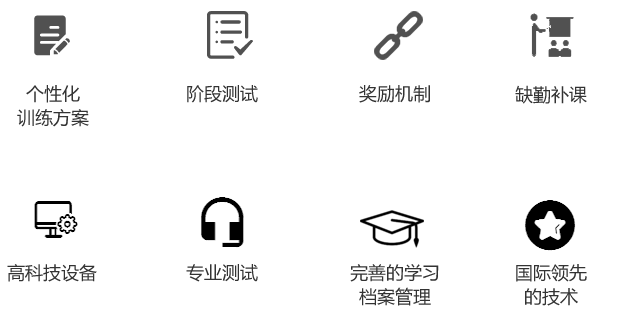 个性化
训练方案
阶段测试
奖励机制
缺勤补课
高科技设备
专业测试
完善的学习
档案管理
国际领先
的技术